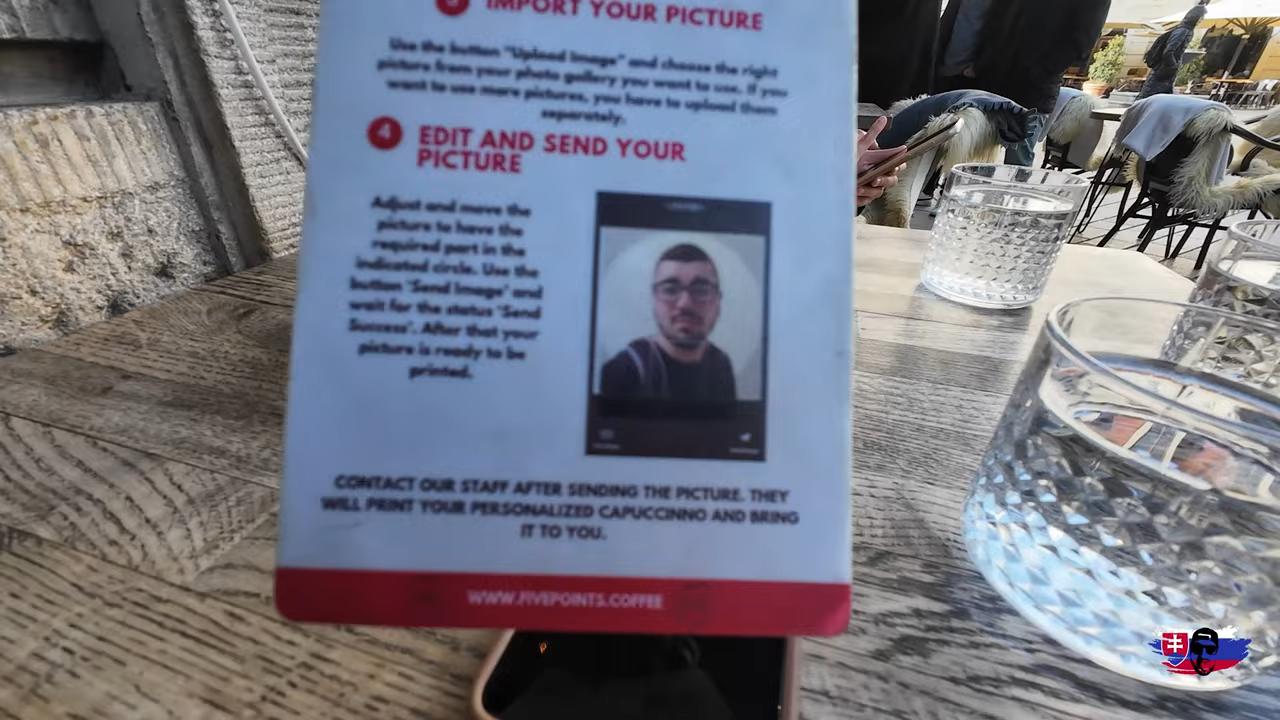 3 IMPORT YOUR PICTURE
Use the button "Upload Image" and choose the right
picture from your photo gallery you want to use. If you
want to use more pictures, you have to upload them
separately.
4 EDIT AND SEND YOUR
PICTURE
Adjust and move the
picture to have the
required part in the
indicated circle. Use the
button "Send Image" and
wait for the status "Send
Success". After that your
picture is ready to be
printed.
CONTACT OUR STAFF AFTER SENDING THE PICTURE. THEY
WILL PRINT YOUR PERSONALIZED CAPUCCINNO AND BRING
IT TO YOU.
WWW.FIVEPOINTS.COFFEE